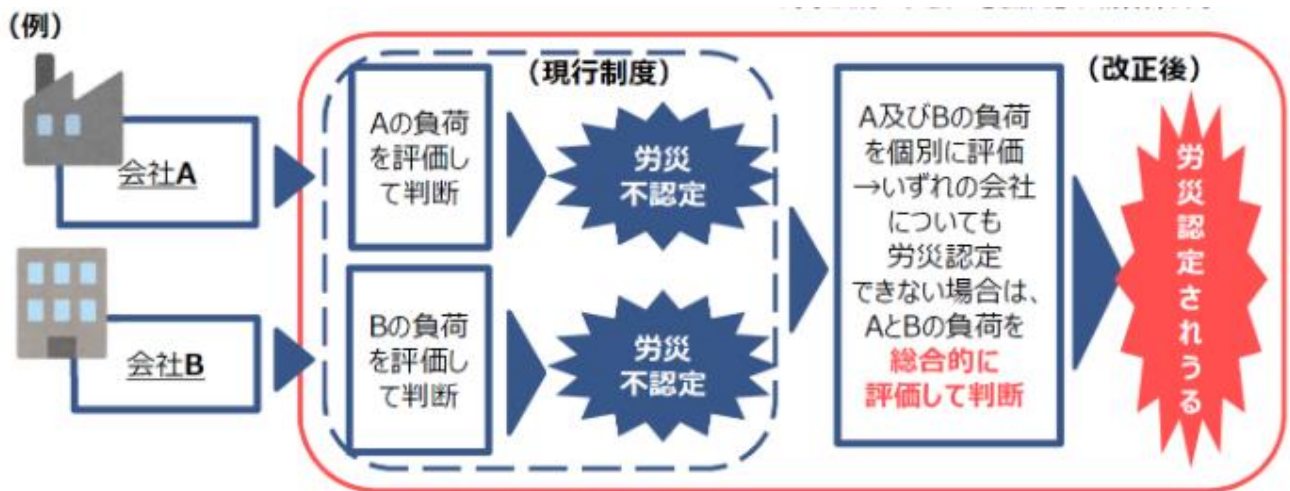 (例)
会社A
会社B
(現行制度)
Aの負荷
を評価し
て判断
労災
不認定
Bの負荷
を評価し
て判断
労災
不認定
(改正後)
A及びBの負荷
を個別に評価
→いずれの会社
についても
労災認定
できない場合は、
AとBの負荷を
総合的に
評価して判断
労災認定されうる